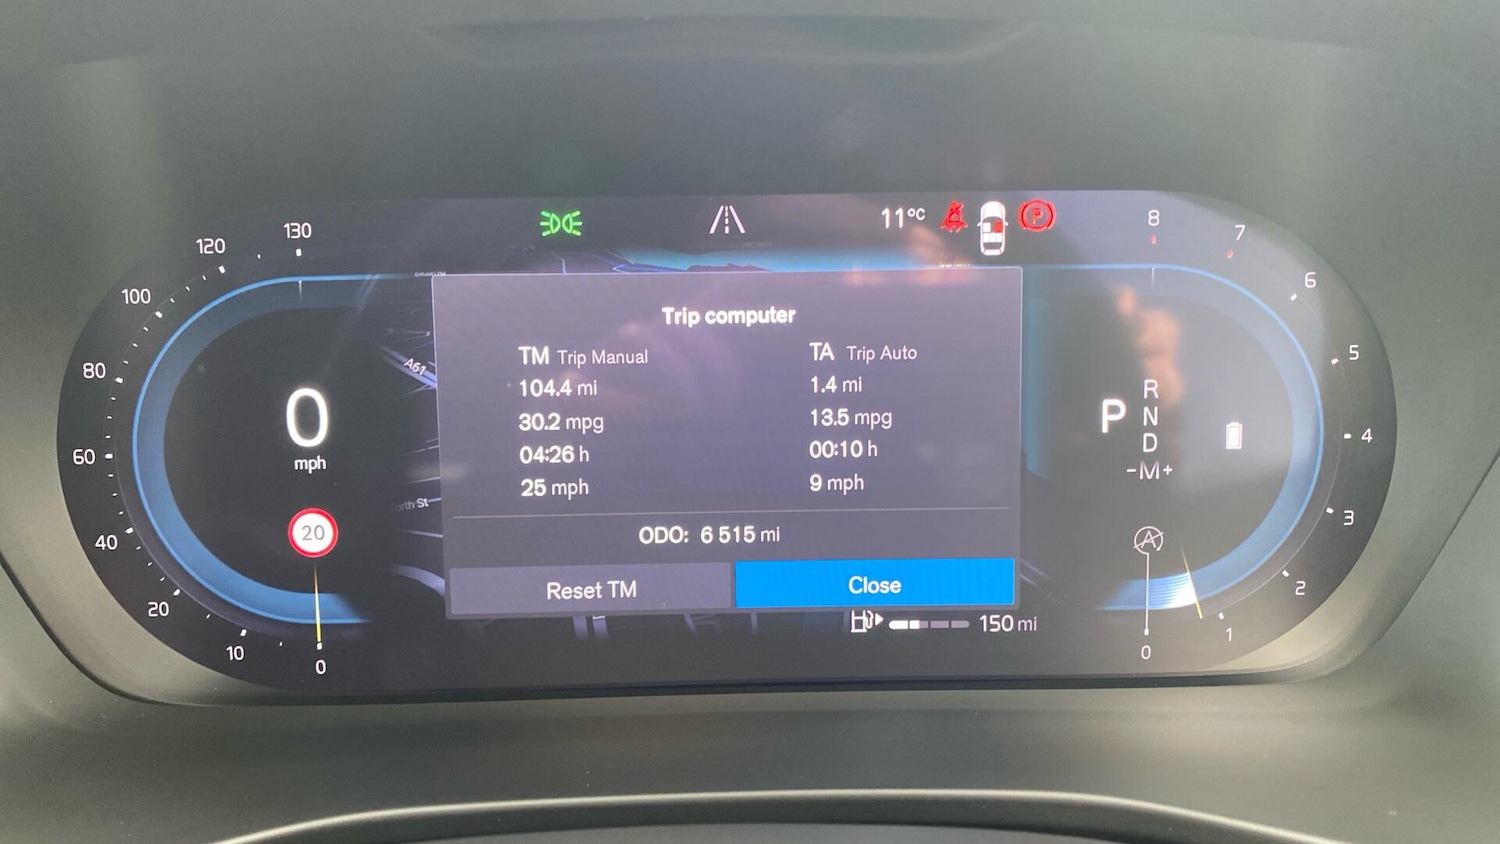 11°C
P
130
120
100
80
60
40
20
10
0
0
mph
20
A61
th St
Trip computer
TM Trip Manual
104.4 mi
30.2 mpg
04:26 h
25 mph
TA Trip Auto
1.4 mi
13.5 mpg
00:10 h
9 mph
ODO: 6 515 mi
Reset TM
Close
150 mi
P
R
N
D
-M+
A
8
7
6
5
4
3
2
1
0